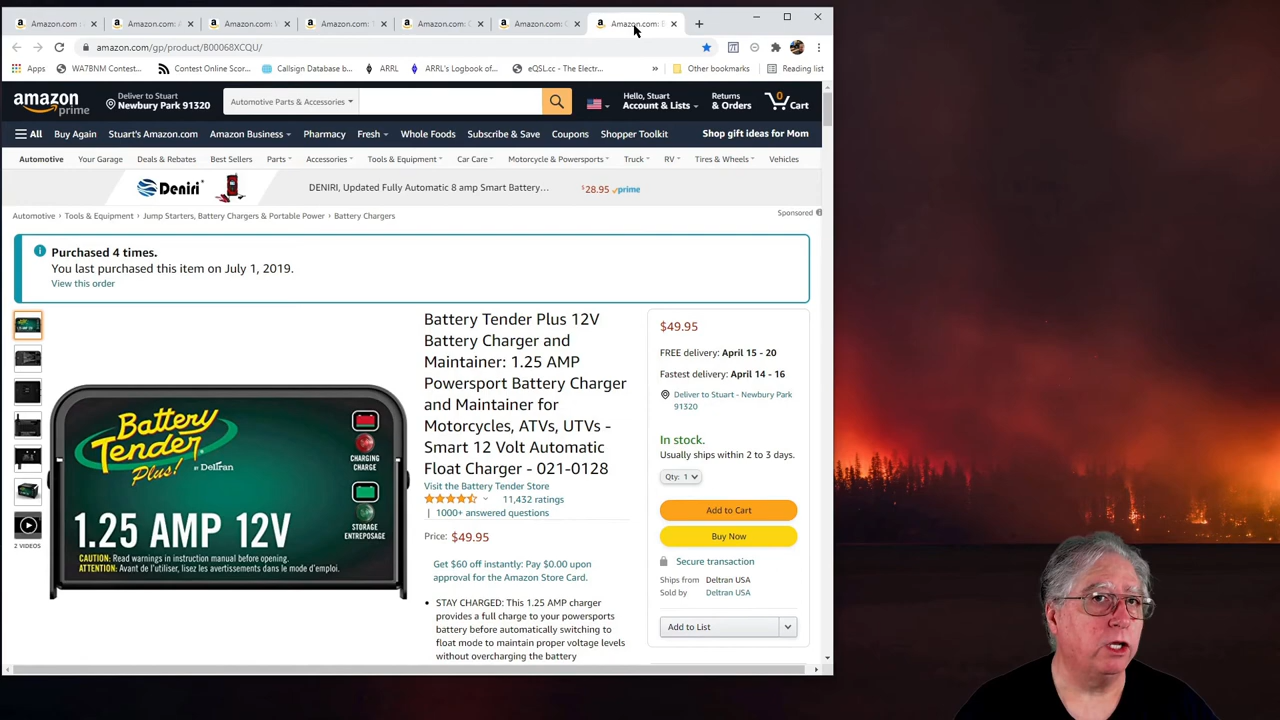 Amazon.com
Amazon.com: A
Amazon.com: V
Amazon.com:
Amazon.com: C
Amazon.com: C
Amazon.com: B
amazon.com/gp/product/B00068XCQU/
Apps
WA7BNM Contest...
Contest Online Scor...
Callsign Database b...
ARRL
ARRL's Logbook of...
eQSL.cc - The Electr...
»
Other bookmarks
Reading list
amazon prime
Deliver to Stuart
Newbury Park 91320
Automotive Parts & Accessories
Hello, Stuart
Account & Lists
Returns
& Orders
0
Cart
All
Buy Again
Stuart's Amazon.com
Amazon Business
Pharmacy
Fresh
Whole Foods
Subscribe & Save
Coupons
Shopper Toolkit
Shop gift ideas for Mom
Automotive
Your Garage
Deals & Rebates
Best Sellers
Parts
Accessories
Tools & Equipment
Car Care
Motorcycle & Powersports
Truck
RV
Tires & Wheels
Vehicles
Deniri
DENIRI, Updated Fully Automatic 8 amp Smart Battery...
$28.95 prime
Automotive › Tools & Equipment › Jump Starters, Battery Chargers & Portable Power › Battery Chargers
Sponsored
Purchased 4 times.
You last purchased this item on July 1, 2019.
View this order
2 VIDEOS
Battery
Tender
Plus!
BY Deltran
CHARGING
CHARGE
STORAGE
ENTREPOSAGE
1.25 AMP 12V
CAUTION: Read warnings in instruction manual before opening.
ATTENTION: Avant de l'utiliser, lisez les avertissements dans le mode d'emploi.
Battery Tender Plus 12V
Battery Charger and
Maintainer: 1.25 AMP
Powersport Battery Charger
and Maintainer for
Motorcycles, ATVs, UTVs -
Smart 12 Volt Automatic
Float Charger - 021-0128
Visit the Battery Tender Store
11,432 ratings
| 1000+ answered questions
Price: $49.95
Get $60 off instantly: Pay $0.00 upon
approval for the Amazon Store Card.
• STAY CHARGED: This 1.25 AMP charger
provides a full charge to your powersports
battery before automatically switching to
float mode to maintain proper voltage levels
without overcharging the battery
$49.95
FREE delivery: April 15 - 20
Fastest delivery: April 14 - 16
Deliver to Stuart - Newbury Park
91320
In stock.
Usually ships within 2 to 3 days.
Qty: 1
Add to Cart
Buy Now
Secure transaction
Ships from Deltran USA
Sold by Deltran USA
Add to List